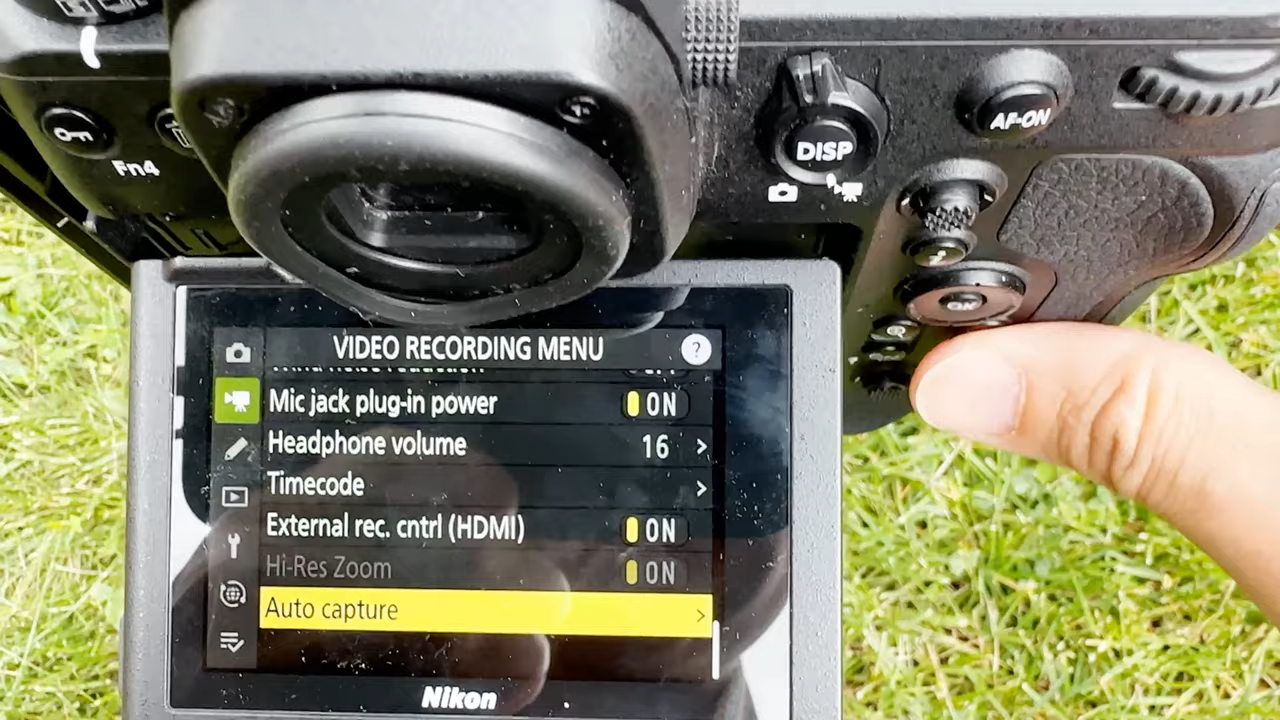 Fn4
DISP
AF-ON
OK
VIDEO RECORDING MENU ?
Mic jack plug-in power ON
Headphone volume 16 >
Timecode >
External rec. cntrl (HDMI) ON
Hi-Res Zoom ON
Auto capture >
Nikon